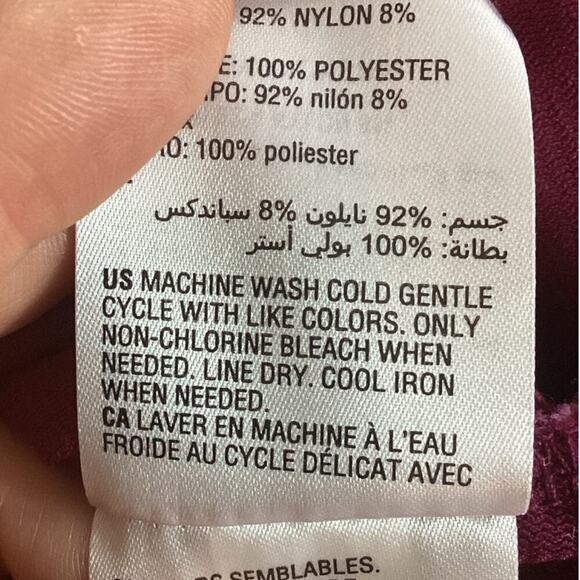 92% NYLON 8%
E: 100% POLYESTER
PO: 92% nilón 8%
X
O: 100% poliester
جسم: 92% نايلون 8% سباندكس
بطانة: 100% بولي أستر
US MACHINE WASH COLD GENTLE
CYCLE WITH LIKE COLORS. ONLY
NON-CHLORINE BLEACH WHEN
NEEDED. LINE DRY. COOL IRON
WHEN NEEDED.
CA LAVER EN MACHINE À L'EAU
FROIDE AU CYCLE DÉLICAT AVEC
SEMBLABLES.